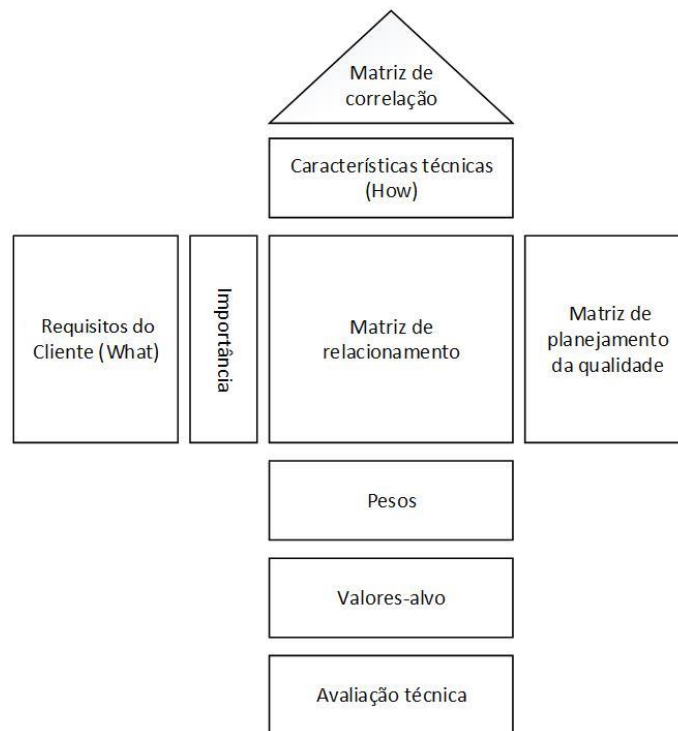 Matriz de
correlação
Características técnicas
(How)
Requisitos do
Cliente (What)
Importância
Matriz de
relacionamento
Matriz de
planejamento
da qualidade
Pesos
Valores-alvo
Avaliação técnica